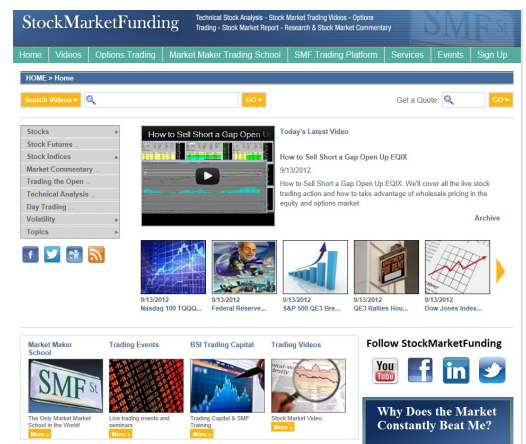 StockMarketFunding
Technical Stock Analysis - Stock Market Trading Videos - Options
Trading - Stock Market Report - Research & Stock Market Commentary
SMF St
Home Videos Options Trading Market Maker Trading School SMF Trading Platform Services Events Sign Up
HOME > Home
Search Videos GO
Get a Quote: GO
Stocks
Stock Futures ...
Stock Indices
Market Commentary ...
Trading the Open ...
Technical Analysis ...
Day Trading ...
Volatility
Topics
How to Sell Short a Gap Open U
Today's Latest Video
How to Sell Short a Gap Open Up EQIX
9/13/2012
How to Sell Short a Gap Open Up EQIX. We'll cover all the live stock
trading action and how to take advantage of wholesale pricing in the
equity and options market.
Archive
9/13/2012
Nasdaq 100 TQQQ...
9/13/2012
Federal Reserve...
9/13/2012
S&P 500 QE3 Bre...
9/13/2012
QE3 Rallies Hou...
9/13/2012
Dow Jones Index...
Market Maker
School
SMF St
The Only Market Market
School in the World!
More
Trading Events
Live trading events and
seminars
More
BSI Trading Capital
Trading Capital & SMF
Training
More
Trading Videos
Stock Market Video
More
Follow StockMarketFunding
You
Tube
f
in
Why Does the Market
Constantly Beat Me?